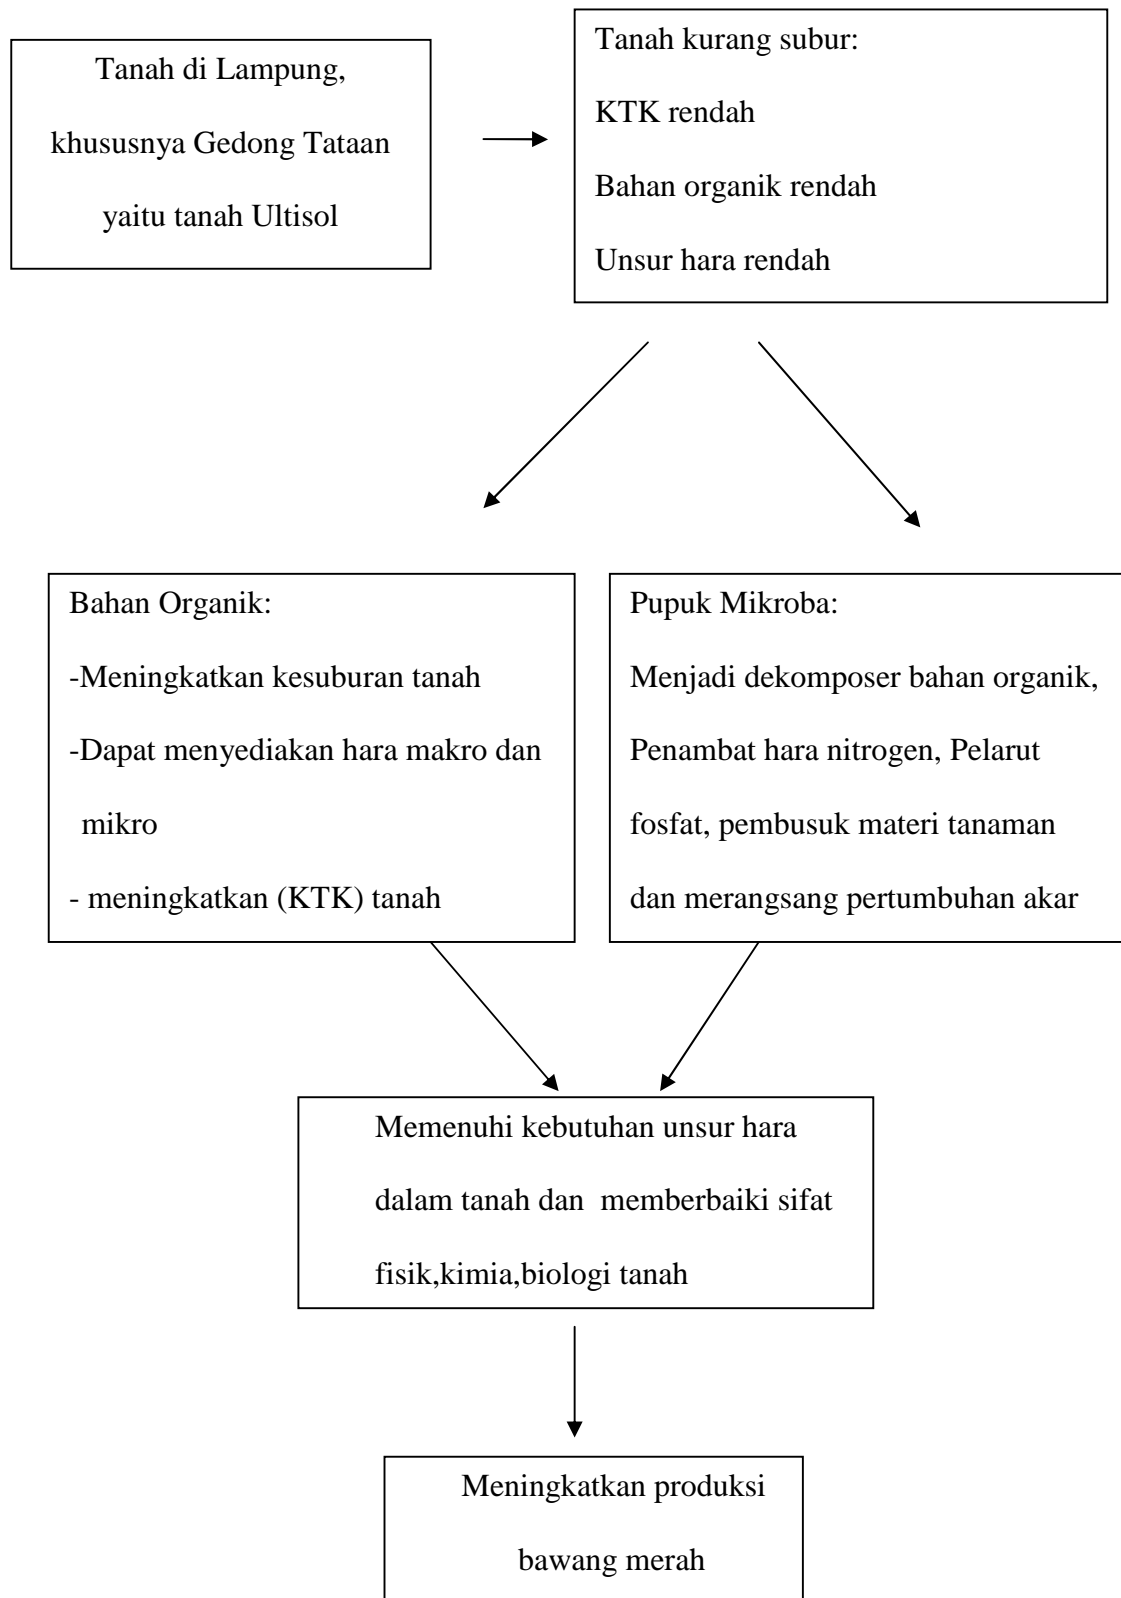 Tanah di Lampung,
khususnya Gedong Tataan
yaitu tanah Ultisol
Tanah kurang subur:
KTK rendah
Bahan organik rendah
Unsur hara rendah
Bahan Organik:
-Meningkatkan kesuburan tanah
-Dapat menyediakan hara makro dan
mikro
- meningkatkan (KTK) tanah
Pupuk Mikroba:
Menjadi dekomposer bahan organik,
Penambat hara nitrogen, Pelarut
fosfat, pembusuk materi tanaman
dan merangsang pertumbuhan akar
Memenuhi kebutuhan unsur hara
dalam tanah dan  memberbaiki sifat
fisik,kimia,biologi tanah
Meningkatkan produksi
bawang merah